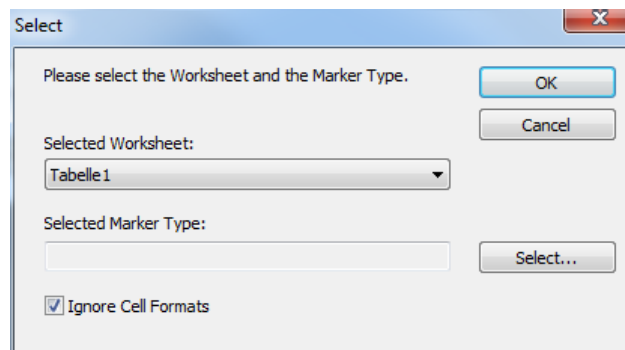 Select
Please select the Worksheet and the Marker Type.
OK
Cancel
Selected Worksheet:
Tabelle1
Selected Marker Type:
Select...
Ignore Cell Formats